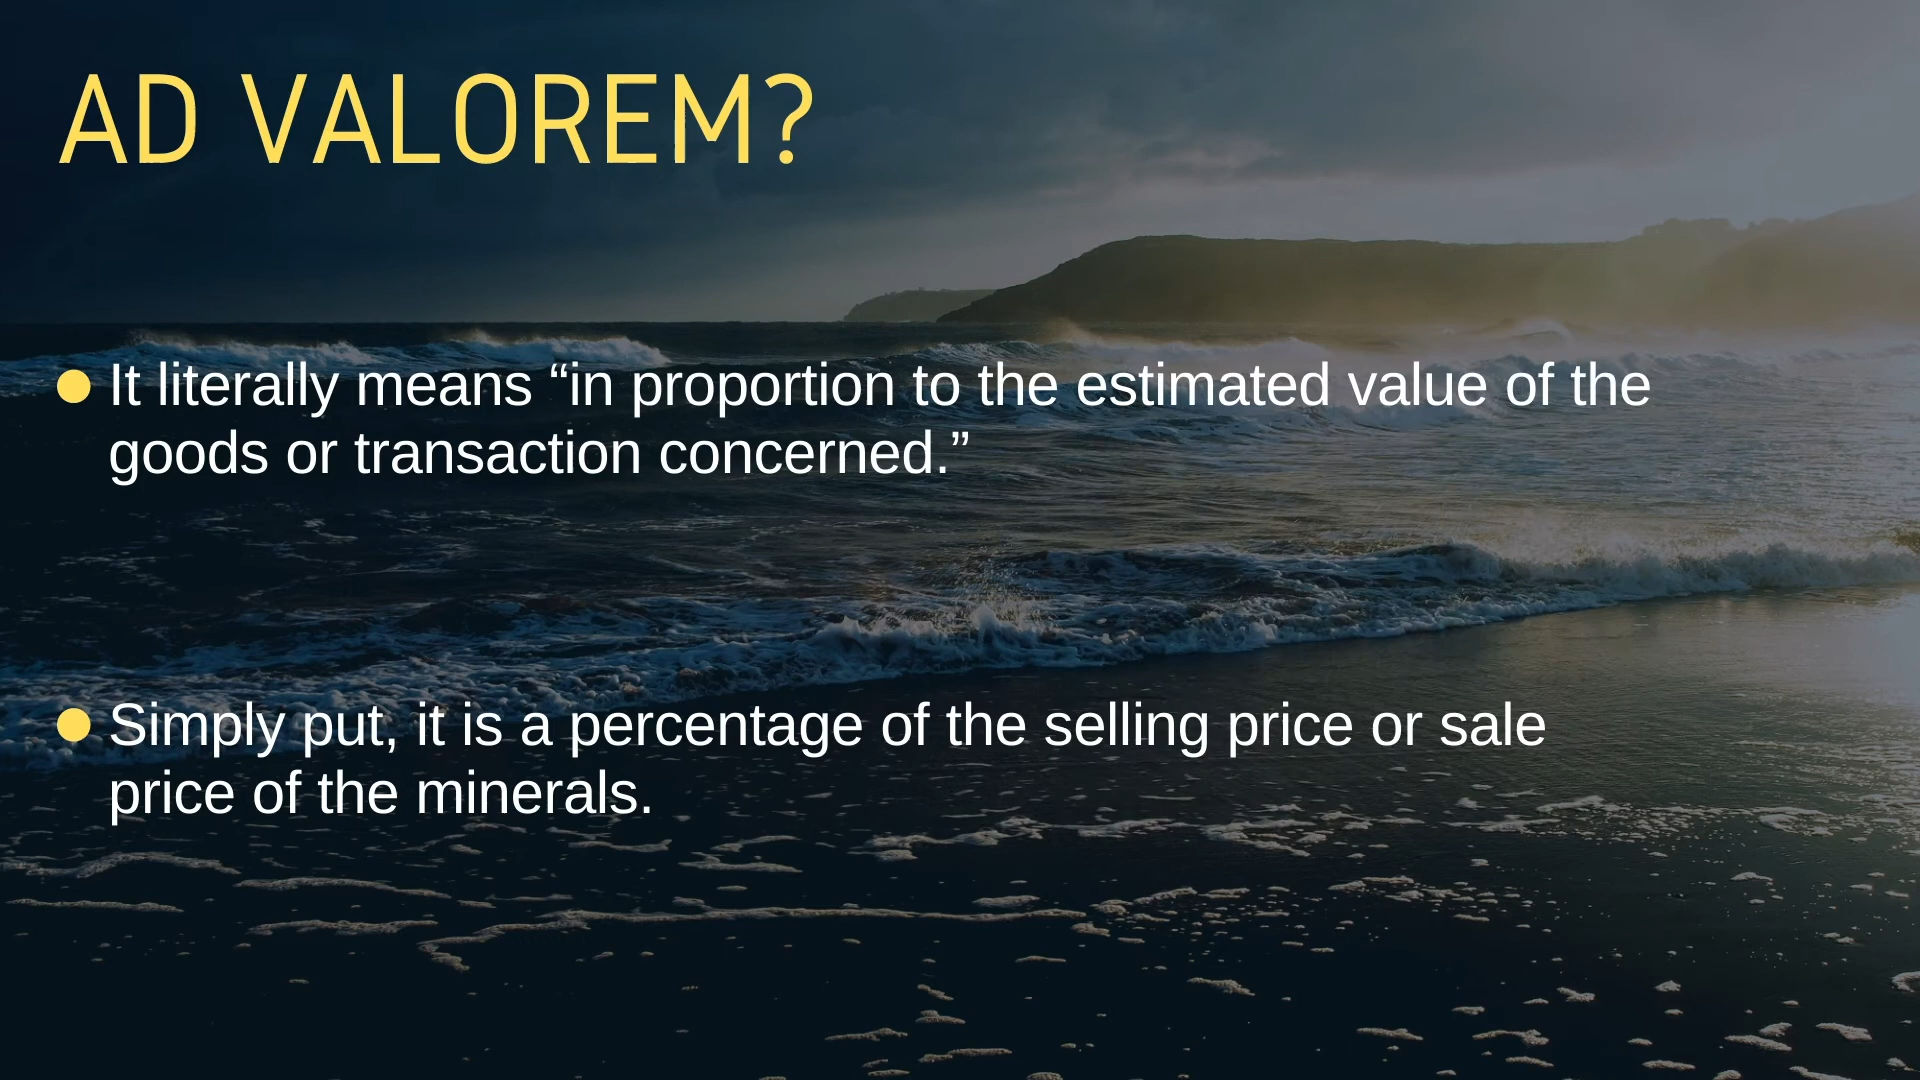 AD VALOREM?
It literally means “in proportion to the estimated value of the
goods or transaction concerned.”
Simply put, it is a percentage of the selling price or sale
price of the minerals.